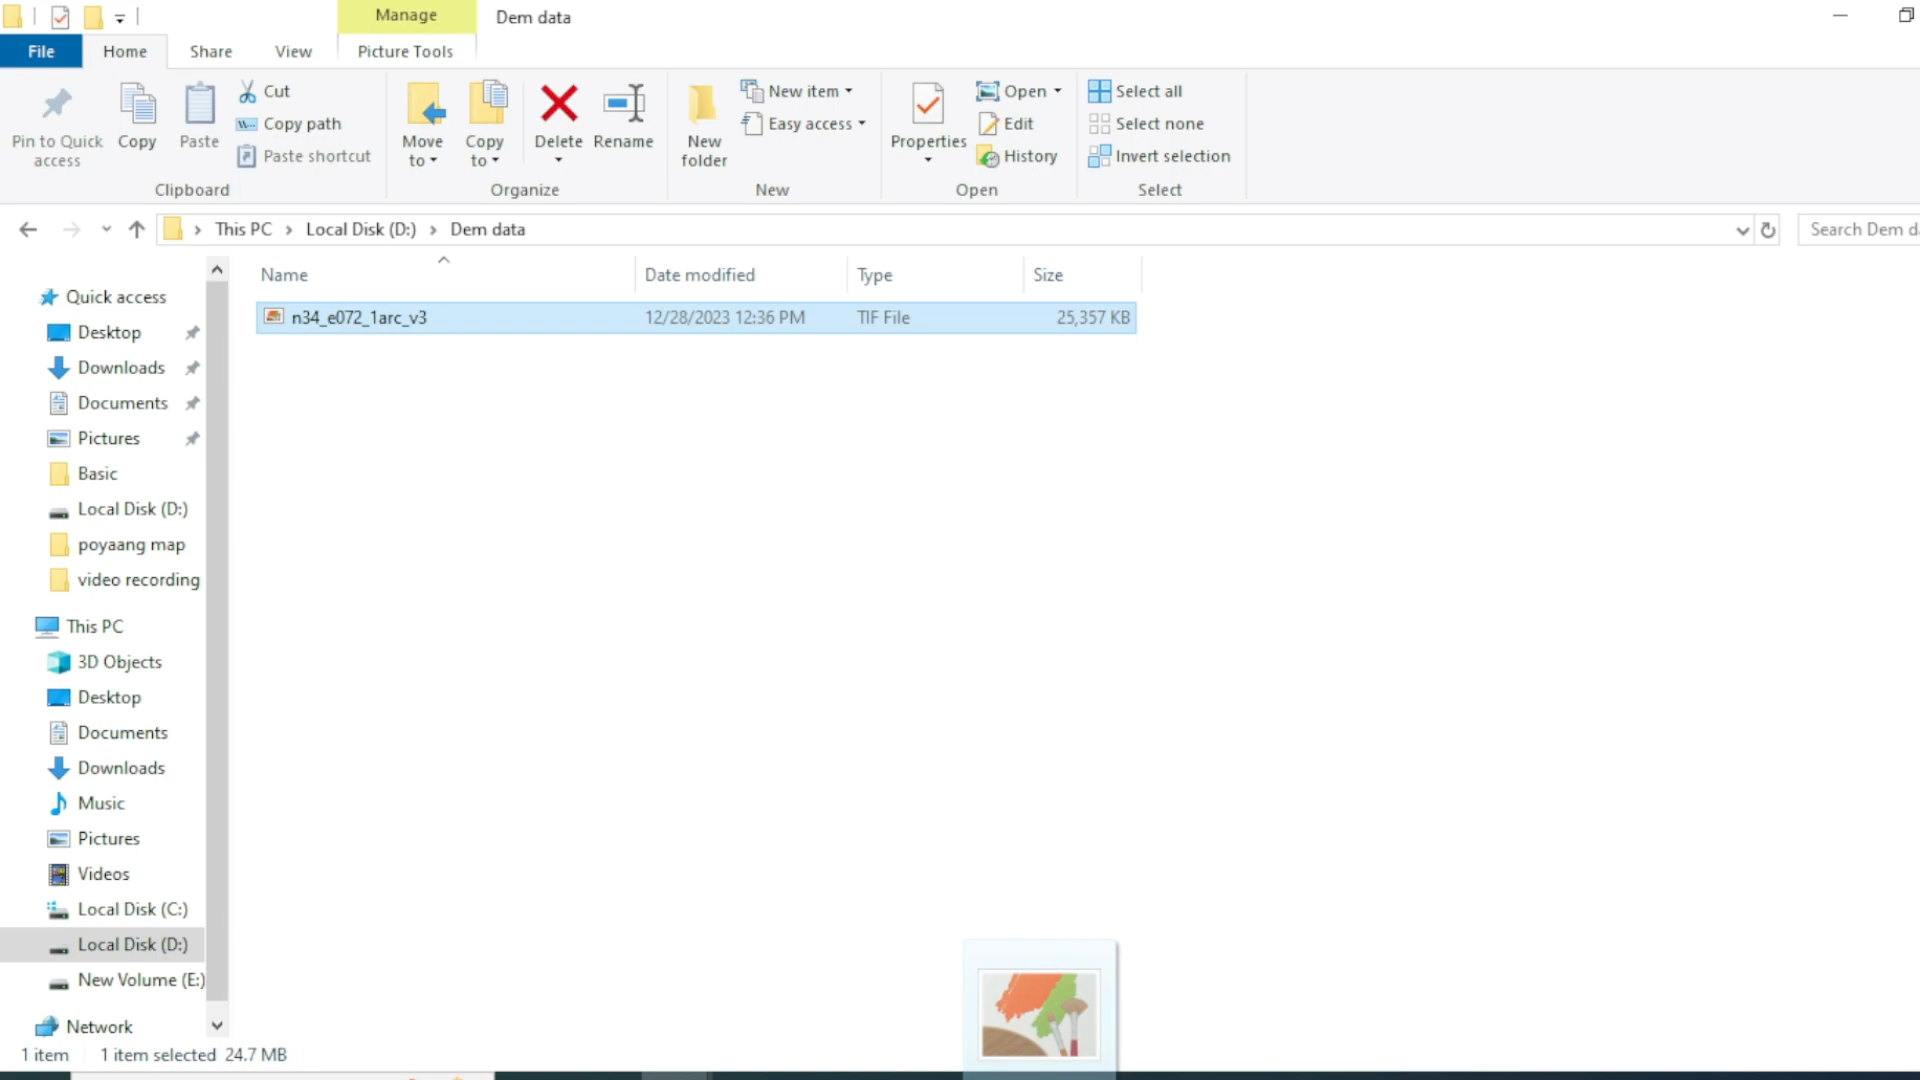 Manage
Dem data
File
Home
Share
View
Picture Tools
Pin to Quick
access
Copy
Paste
Cut
Copy path
Paste shortcut
Clipboard
Move
to
Copy
to
Delete
Rename
Organize
New
folder
New item
Easy access
New
Properties
Open
Edit
History
Open
Select all
Select none
Invert selection
Select
This PC
Local Disk (D:)
Dem data
Search Dem
Name
Date modified
Type
Size
n34_e072_1arc_v3
12/28/2023 12:36 PM
TIF File
25,357 KB
Quick access
Desktop
Downloads
Documents
Pictures
Basic
Local Disk (D:)
poyaang map
video recording
This PC
3D Objects
Desktop
Documents
Downloads
Music
Pictures
Videos
Local Disk (C:)
Local Disk (D:)
New Volume (E:)
Network
1 item
1 item selected 24.7 MB